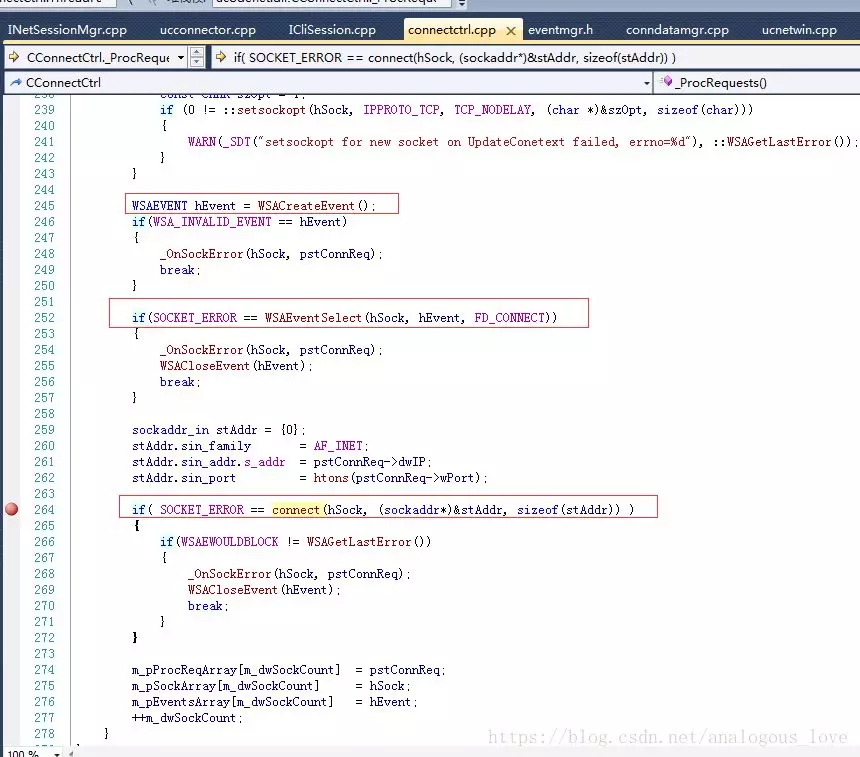 INetSessionMgr.cpp ucconnector.cpp ICliSession.cpp connectctrl.cpp eventmgr.h conndatamgr.cpp ucnetwin.cpp
CConnectCtrl._ProcReque if( SOCKET_ERROR == connect(hSock, (sockaddr*)&stAddr, sizeof(stAddr)) )
CConnectCtrl _ProcRequests()
239 if (0 != ::setsockopt(hSock, IPPROTO_TCP, TCP_NODELAY, (char *)&szOpt, sizeof(char)))
240 {
241 WARN(_SDT("setsockopt for new socket on UpdateConetext failed, errno=%d"), ::WSAGetLastError());
242 }
243 }
244
245 WSAEVENT hEvent = WSACreateEvent();
246 if(WSA_INVALID_EVENT == hEvent)
247 {
248 _OnSockError(hSock, pstConnReq);
249 break;
250 }
251
252 if(SOCKET_ERROR == WSAEventSelect(hSock, hEvent, FD_CONNECT))
253 {
254 _OnSockError(hSock, pstConnReq);
255 WSACloseEvent(hEvent);
256 break;
257 }
258
259 sockaddr_in stAddr = {0};
260 stAddr.sin_family = AF_INET;
261 stAddr.sin_addr.s_addr = pstConnReq->dwIP;
262 stAddr.sin_port = htons(pstConnReq->wPort);
263
264 if( SOCKET_ERROR == connect(hSock, (sockaddr*)&stAddr, sizeof(stAddr)) )
265 {
266 if(WSAEWOULDBLOCK != WSAGetLastError())
267 {
268 _OnSockError(hSock, pstConnReq);
269 WSACloseEvent(hEvent);
270 break;
271 }
272 }
273
274 m_pProcReqArray[m_dwSockCount] = pstConnReq;
275 m_pSockArray[m_dwSockCount] = hSock;
276 m_pEventsArray[m_dwSockCount] = hEvent;
277 ++m_dwSockCount;
278 }
https://blog.csdn.net/analogous_love
100 %